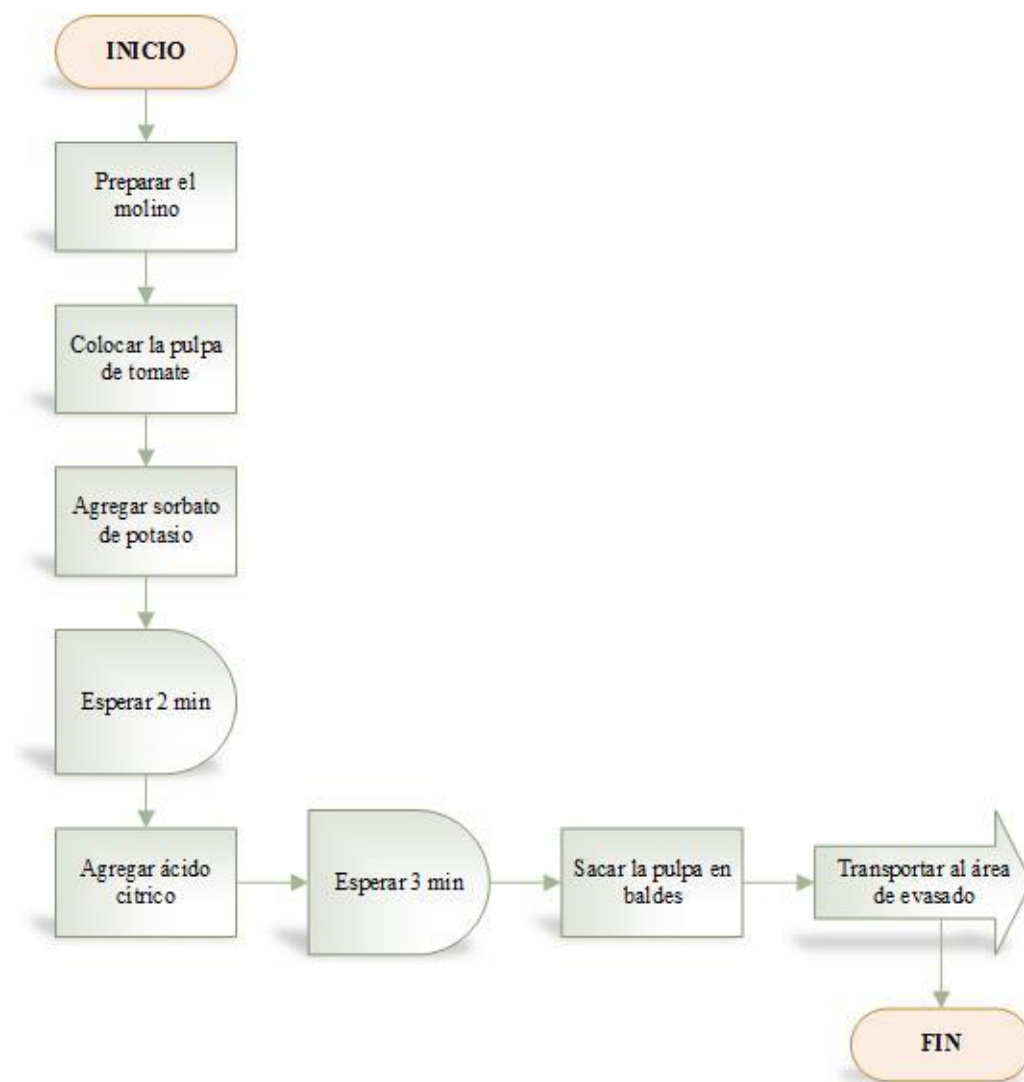 INICIO
Preparar el
molino
Colocar la pulpa
de tomate
Agregar sorbato
de potasio
Esperar 2 min
Agregar ácido
cítrico
Esperar 3 min
Sacar la pulpa en
baldes
Transportar al área
de evasado
FIN